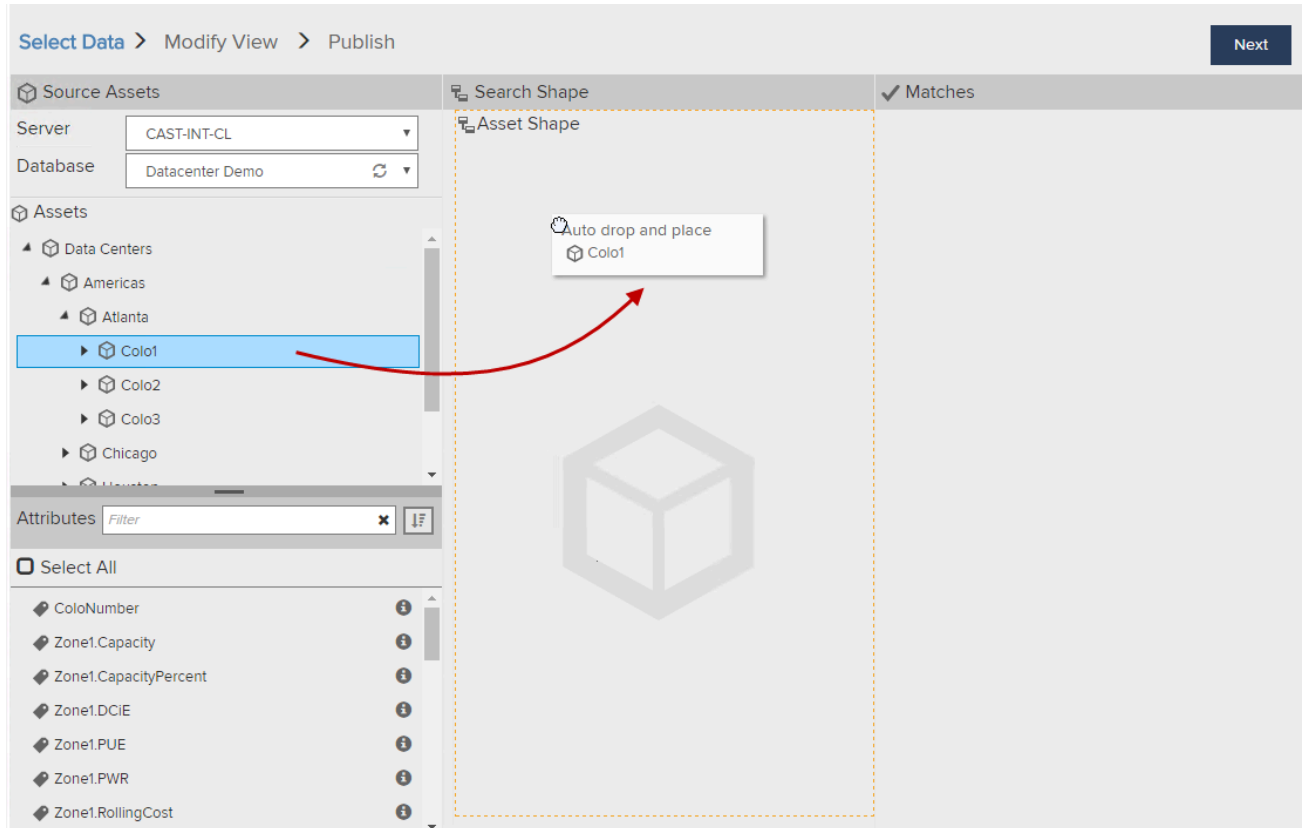 Select Data > Modify View > Publish
Next
Source Assets
Server
CAST-INT-CL
Database
Datacenter Demo
Assets
Data Centers
Americas
Atlanta
Colo1
Colo2
Colo3
Chicago
Attributes
Filter
Select All
ColoNumber
Zone1.Capacity
Zone1.CapacityPercent
Zone1.DCiE
Zone1.PUE
Zone1.PWR
Zone1.RollingCost
Search Shape
Asset Shape
Auto drop and place
Colo1
Matches